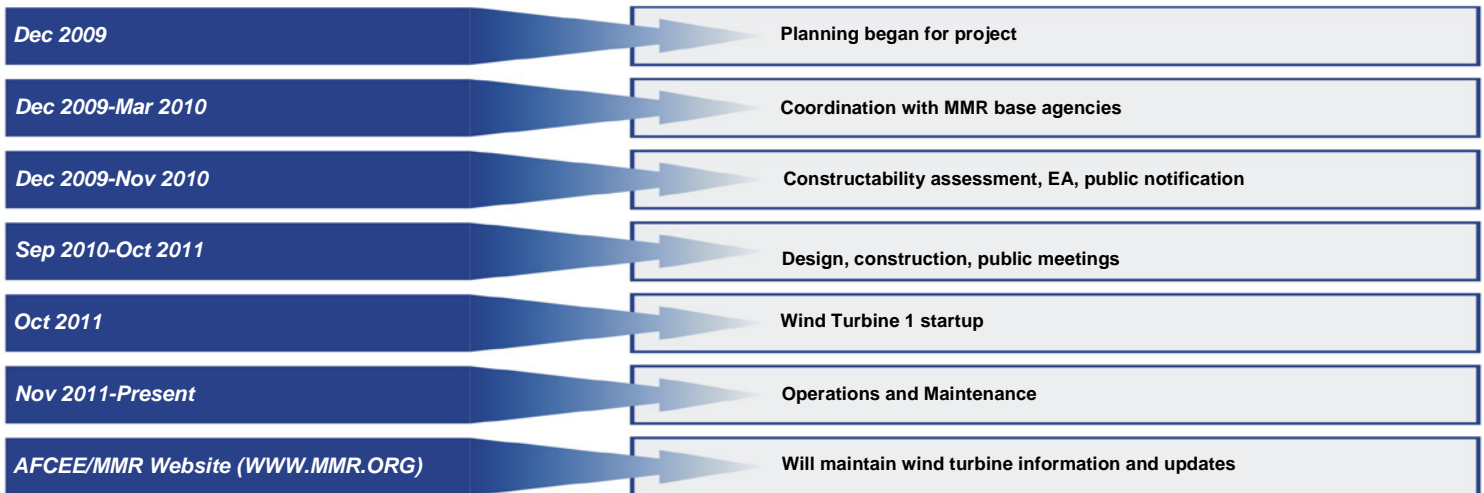 Dec 2009
Planning began for project
Dec 2009-Mar 2010
Coordination with MMR base agencies
Dec 2009-Nov 2010
Constructability assessment, EA, public notification
Sep 2010-Oct 2011
Design, construction, public meetings
Oct 2011
Wind Turbine 1 startup
Nov 2011-Present
Operations and Maintenance
AFCEE/MMR Website (WWW.MMR.ORG)
Will maintain wind turbine information and updates